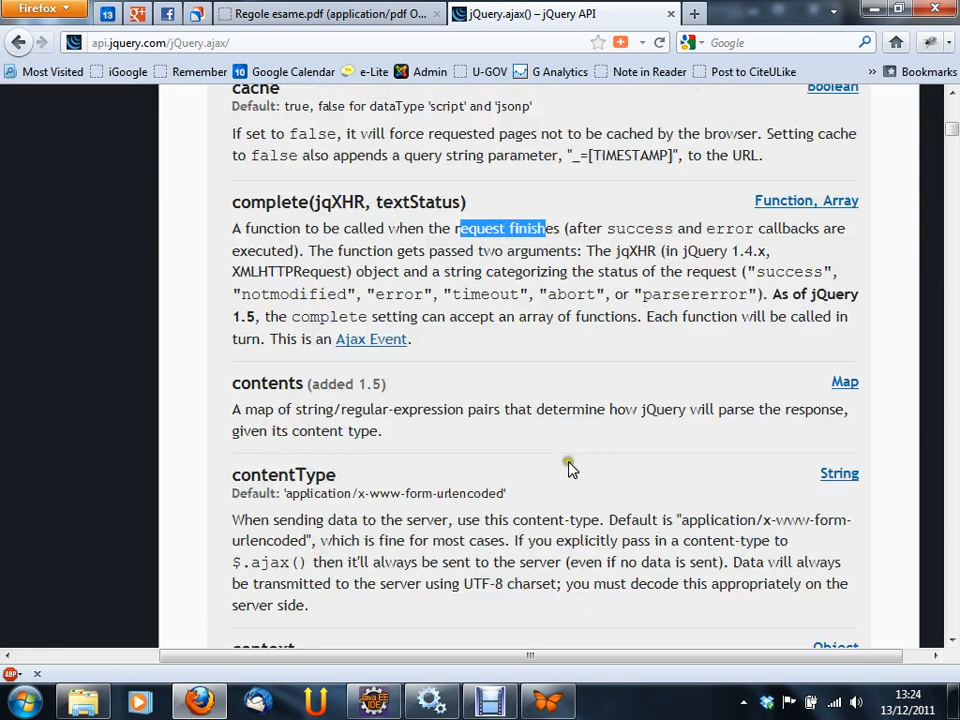 Firefox
Regole esame.pdf (application/pdf O...
jQuery.ajax() – jQuery API
api.jquery.com/jQuery.ajax/
Google
Most Visited
iGoogle
Remember
10 Google Calendar
e-Lite
Admin
U-GOV
G Analytics
Note in Reader
Post to CiteULike
»
Bookmarks
cache
Boolean
Default: true, false for dataType 'script' and 'jsonp'
If set to false, it will force requested pages not to be cached by the browser. Setting cache
to false also appends a query string parameter, "_=[TIMESTAMP]", to the URL.
complete(jqXHR, textStatus)
Function, Array
A function to be called when the request finishes (after success and error callbacks are
executed). The function gets passed two arguments: The jqXHR (in jQuery 1.4.x,
XMLHTTPRequest) object and a string categorizing the status of the request ("success",
"notmodified", "error", "timeout", "abort", or "parsererror"). As of jQuery
1.5, the complete setting can accept an array of functions. Each function will be called in
turn. This is an Ajax Event.
contents (added 1.5)
Map
A map of string/regular-expression pairs that determine how jQuery will parse the response,
given its content type.
contentType
String
Default: 'application/x-www-form-urlencoded'
When sending data to the server, use this content-type. Default is "application/x-www-form-
urlencoded", which is fine for most cases. If you explicitly pass in a content-type to
$.ajax() then it'll always be sent to the server (even if no data is sent). Data will always
be transmitted to the server using UTF-8 charset; you must decode this appropriately on the
server side.
context
Object
ABP
Java EE
IDE
13:24
13/12/2011